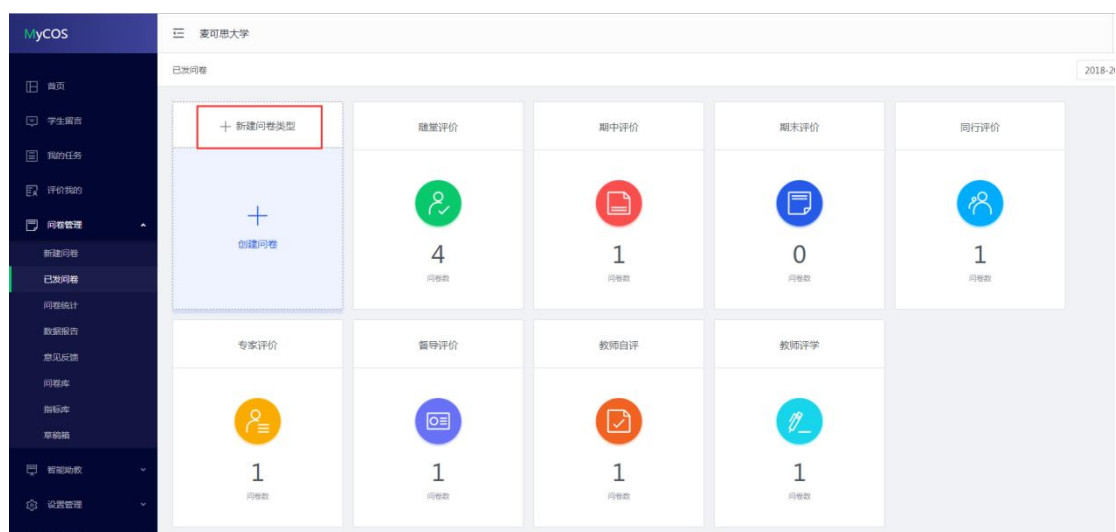 MyCOS
麦可思大学
已发问卷
2018-2
首页
学生留言
我的任务
评价我的
问卷管理
新建问卷
已发问卷
问卷统计
数据报告
意见反馈
问卷库
指标库
草稿箱
智能助教
设置管理
新建问卷类型
创建问卷
随堂评价
4
问卷数
期中评价
1
问卷数
期末评价
0
问卷数
同行评价
1
问卷数
专家评价
1
问卷数
督导评价
1
问卷数
教师自评
1
问卷数
教师评学
1
问卷数